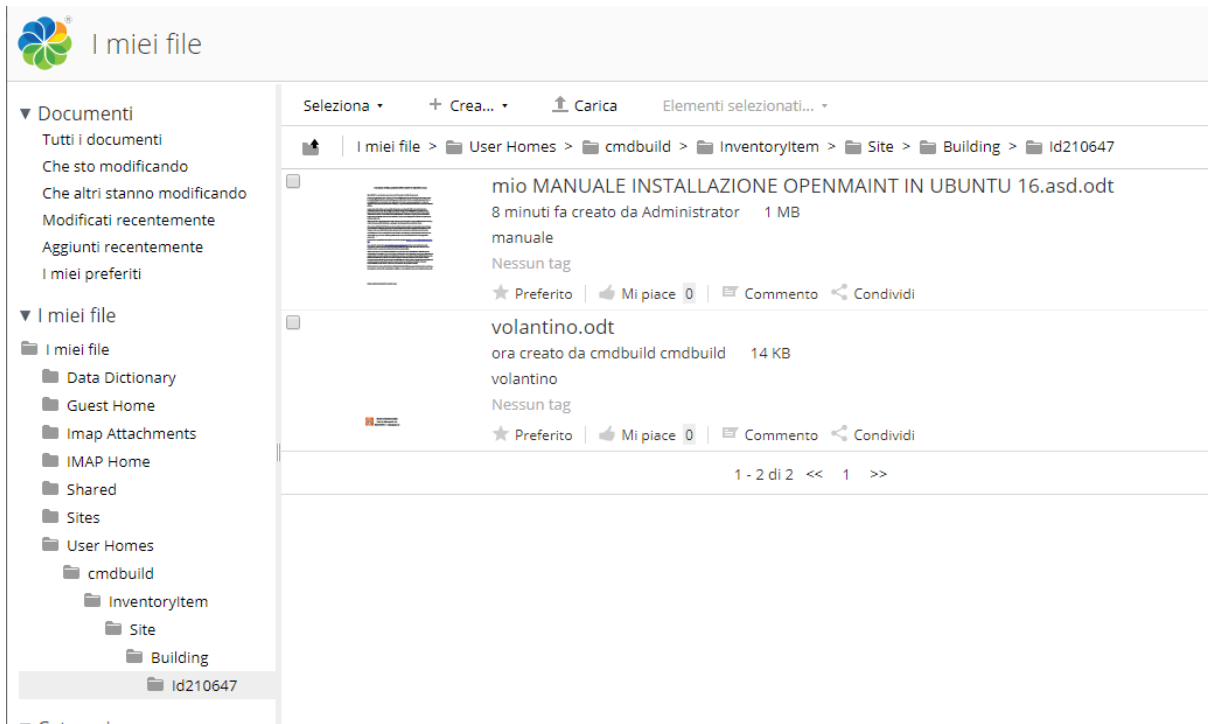 I miei file
▼ Documenti
Tutti i documenti
Che sto modificando
Che altri stanno modificando
Modificati recentemente
Aggiunti recentemente
I miei preferiti
▼ I miei file
I miei file
Data Dictionary
Guest Home
Imap Attachments
IMAP Home
Shared
Sites
User Homes
cmdbuild
InventoryItem
Site
Building
Id210647
Seleziona ▾ + Crea... ▾ Carica Elementi selezionati... ▾
I miei file > User Homes > cmdbuild > InventoryItem > Site > Building > Id210647
mio MANUALE INSTALLAZIONE OPENMAINT IN UBUNTU 16.asd.odt
8 minuti fa creato da Administrator 1 MB
manuale
Nessun tag
Preferito Mi piace 0 Commento Condividi
volantino.odt
ora creato da cmdbuild cmdbuild 14 KB
volantino
Nessun tag
Preferito Mi piace 0 Commento Condividi
1 - 2 di 2 << 1 >>